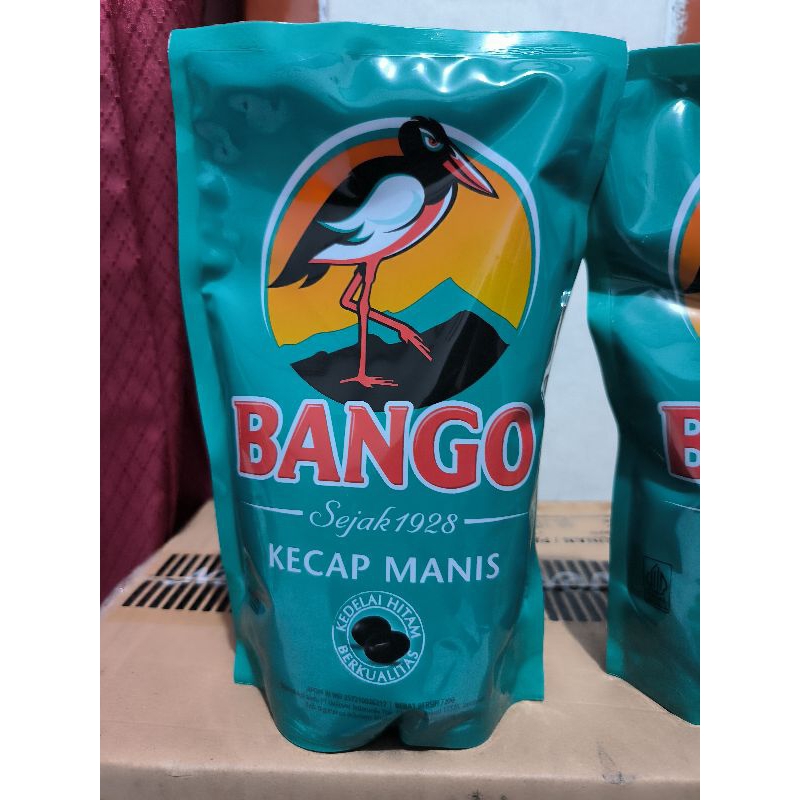 BANGO
Sejak 1928
KECAP MANIS
KEDELAI HITAM
BERKUALITAS
B